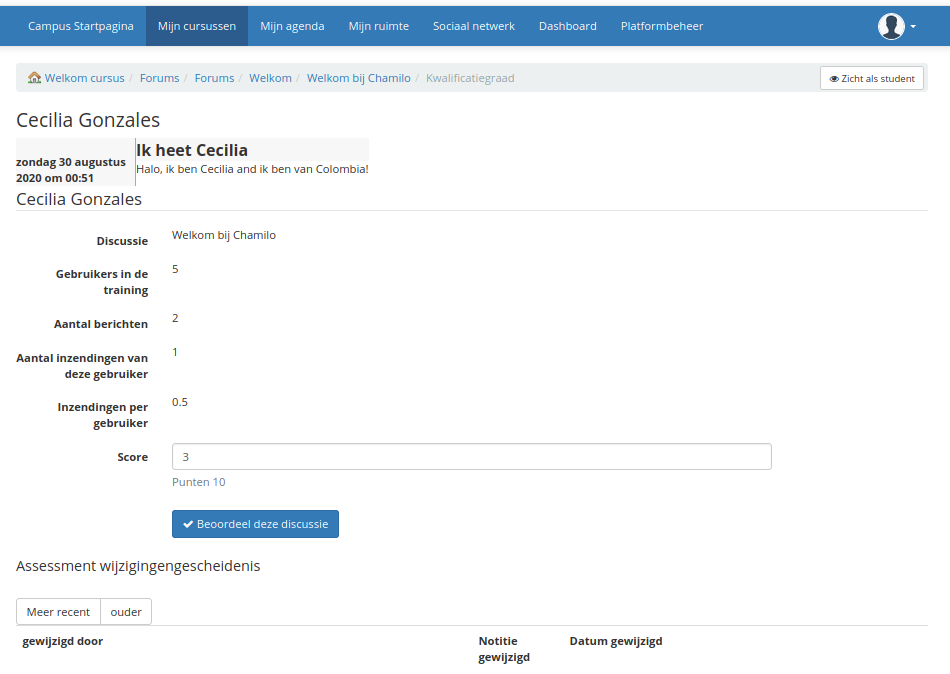 Campus Startpagina Mijn cursussen Mijn agenda Mijn ruimte Sociaal netwerk Dashboard Platformbeheer
Welkom cursus / Forums / Forums / Welkom / Welkom bij Chamilo / Kwalificatiegraad Zicht als student
Cecilia Gonzales
Ik heet Cecilia
zondag 30 augustus
2020 om 00:51
Halo, ik ben Cecilia and ik ben van Colombia!
Cecilia Gonzales
Discussie Welkom bij Chamilo
Gebruikers in de
training
5
Aantal berichten 2
Aantal inzendingen van
deze gebruiker
1
Inzendingen per
gebruiker
0.5
Score 3
Punten 10
Beoordeel deze discussie
Assessment wijzigingengescheidenis
Meer recent ouder
gewijzigd door Notitie
gewijzigd
Datum gewijzigd